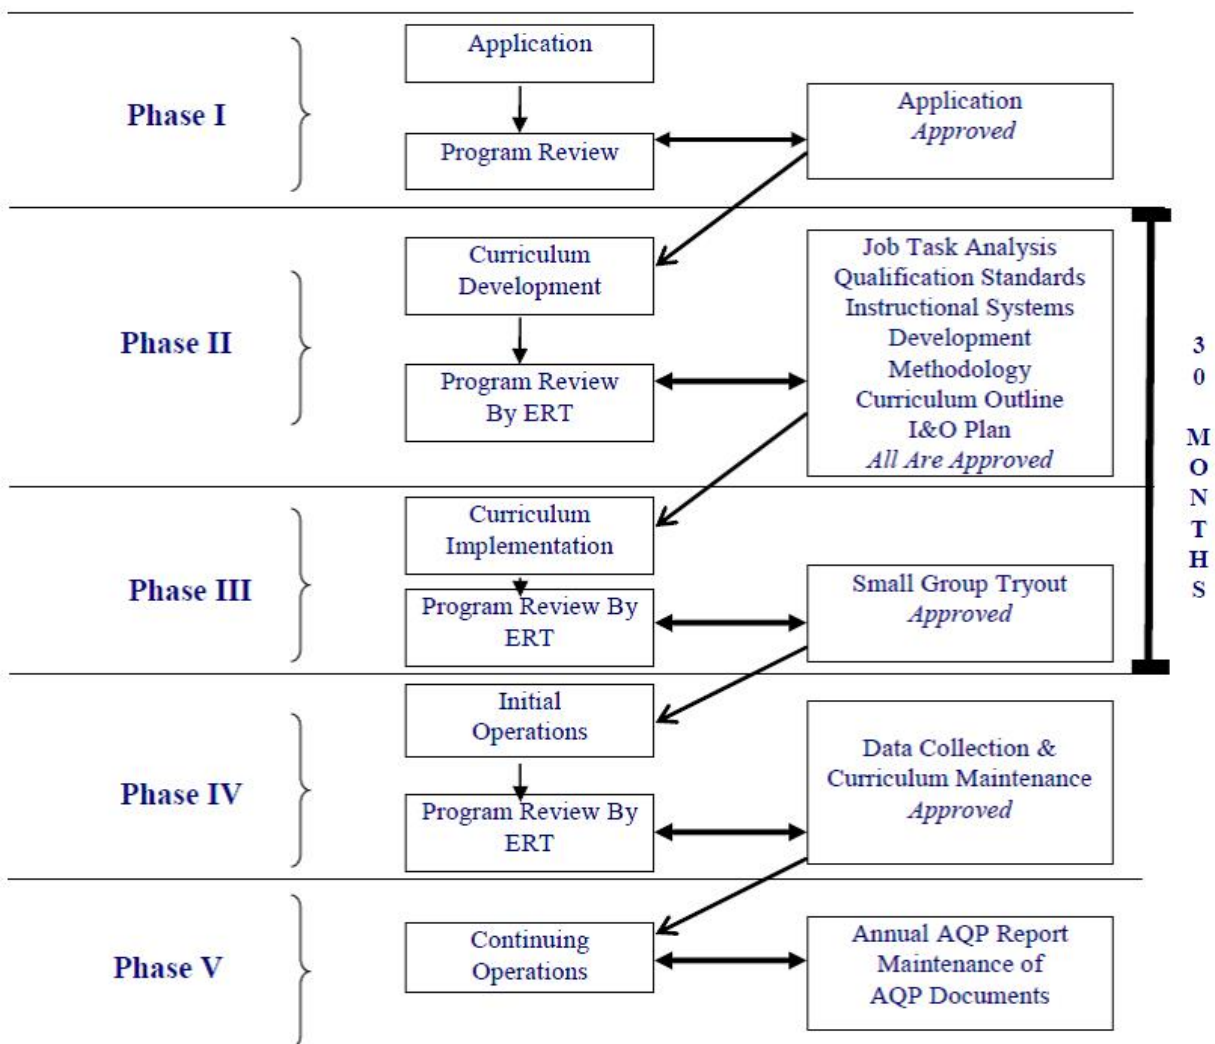 Phase I
Application
Program Review
Application
Approved
Phase II
Curriculum
Development
Program Review
By ERT
Job Task Analysis
Qualification Standards
Instructional Systems
Development
Methodology
Curriculum Outline
I&O Plan
All Are Approved
30 MONTHS
Phase III
Curriculum
Implementation
Program Review By
ERT
Small Group Tryout
Approved
Phase IV
Initial
Operations
Program Review By
ERT
Data Collection &
Curriculum Maintenance
Approved
Phase V
Continuing
Operations
Annual AQP Report
Maintenance of
AQP Documents